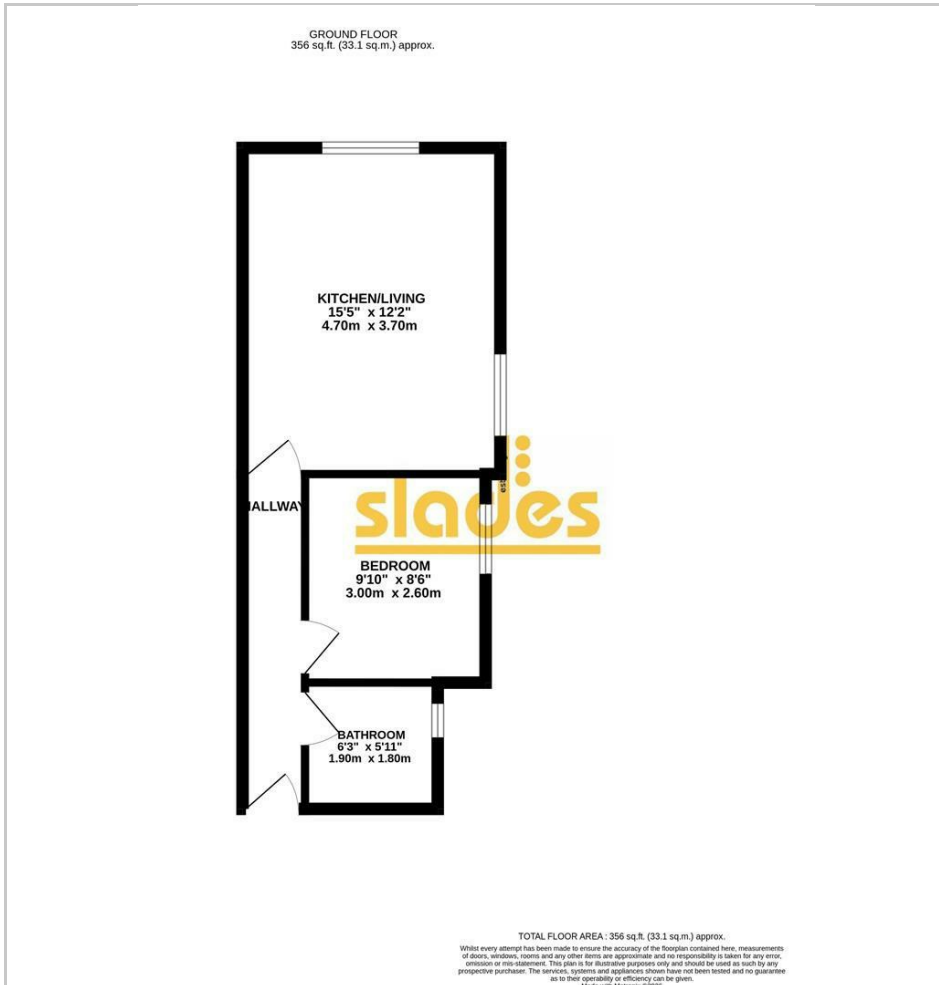 GROUND FLOOR
356 sq.ft. (33.1 sq.m.) approx.
KITCHEN/LIVING
15'5" x 12'2"
4.70m x 3.70m
HALLWAY
slades
BEDROOM
9'10" x 8'6"
3.00m x 2.60m
BATHROOM
6'3" x 5'11"
1.90m x 1.80m
TOTAL FLOOR AREA : 356 sq.ft. (33.1 sq.m.) approx.
Whilst every attempt has been made to ensure the accuracy of the floorplan contained here, measurements
of doors, windows, rooms and any other items are approximate and no responsibility is taken for any error,
omission or mis-statement. This plan is for illustrative purposes only and should be used as such by any
prospective purchaser. The services, systems and appliances shown have not been tested and no guarantee
as to their operability or efficiency can be given.